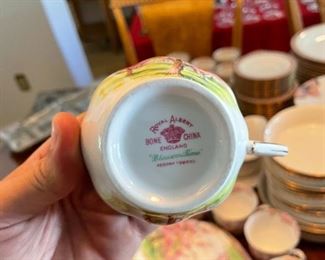 ROYAL ALBERT
BONE CHINA
ENGLAND
"Blossom Time"